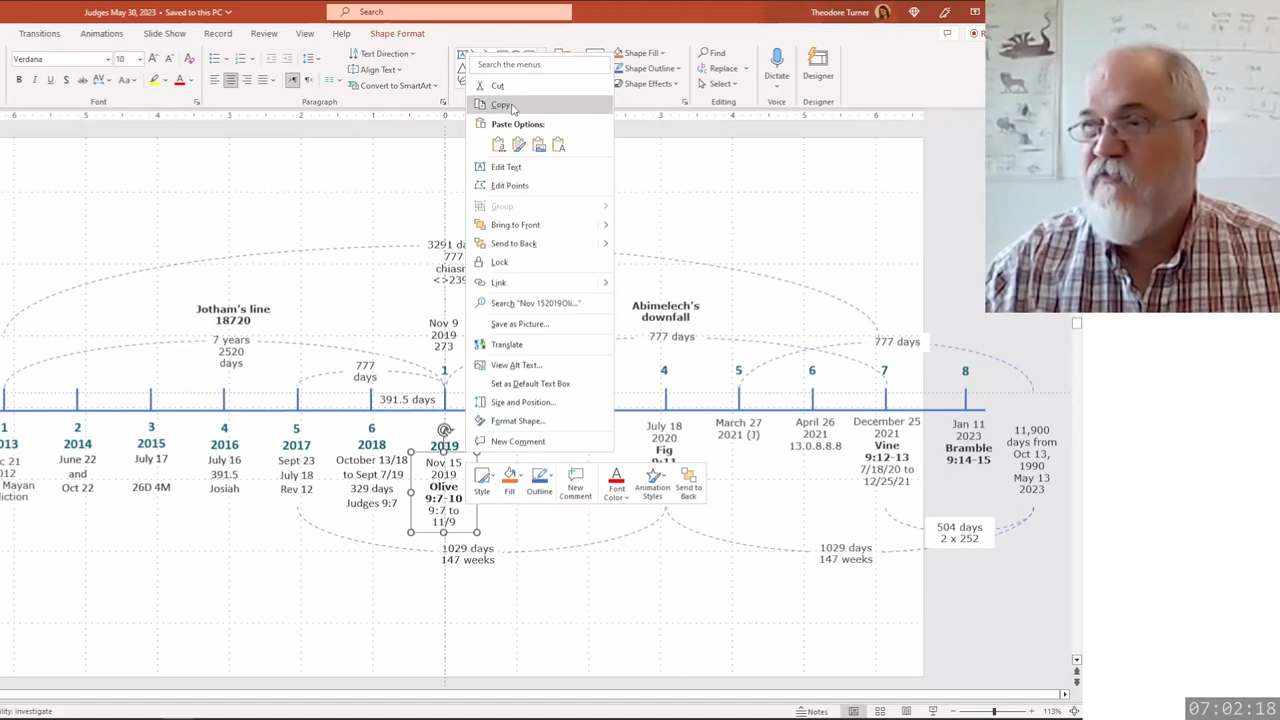 Judges May 30, 2023 • Saved to this PC
Search
Theodore Turner
Transitions Animations Slide Show Record Review View Help Shape Format
Verdana 10
Text Direction
Align Text
Convert to SmartArt
Shape Fill
Shape Outline
Shape Effects
Find
Replace
Select
Dictate
Designer
Font Paragraph Editing Voice Designer
Search the menus
Cut
Copy
Paste Options:
Edit Text
Edit Points
Group
Bring to Front
Send to Back
Lock
Link
Search "Nov 152019Oli..."
Save as Picture...
Translate
View Alt Text...
Set as Default Text Box
Size and Position...
Format Shape...
New Comment
Style
Fill
Outline
New Comment
Font Color
Animation Styles
Send to Back
777
Jotham's line
18720
7 years
2520
days
777
days
391.5 days
Nov 9
2019
273
1
Abimelech's
downfall
777 days
777 days
4 5 6 7 8
1
2013
2
2014
June 22
and
Oct 22
3
2015
July 17
26D 4M
4
2016
July 16
391.5
Josiah
5
2017
Sept 23
July 18
Rev 12
6
2018
October 13/18
to Sept 7/19
329 days
Judges 9:7
2019
Nov 15
2019
Olive
9:7-10
9:7 to
11/9
July 18
2020
Fig
March 27
2021 (J)
April 26
2021
13.0.8.8.8
December 25
2021
Vine
9:12-13
7/18/20 to
12/25/21
Jan 11
2023
Bramble
9:14-15
11,900
days from
Oct 13,
1990
May 13
2023
504 days
2 x 252
1029 days
147 weeks
1029 days
147 weeks
Notes
113%
07:02:18